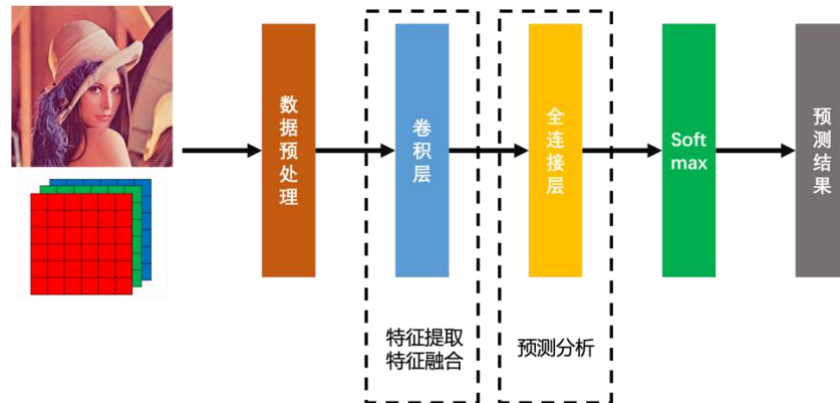 数据预处理
卷积层
全连接层
Soft
max
预测结果
特征提取
特征融合
预测分析